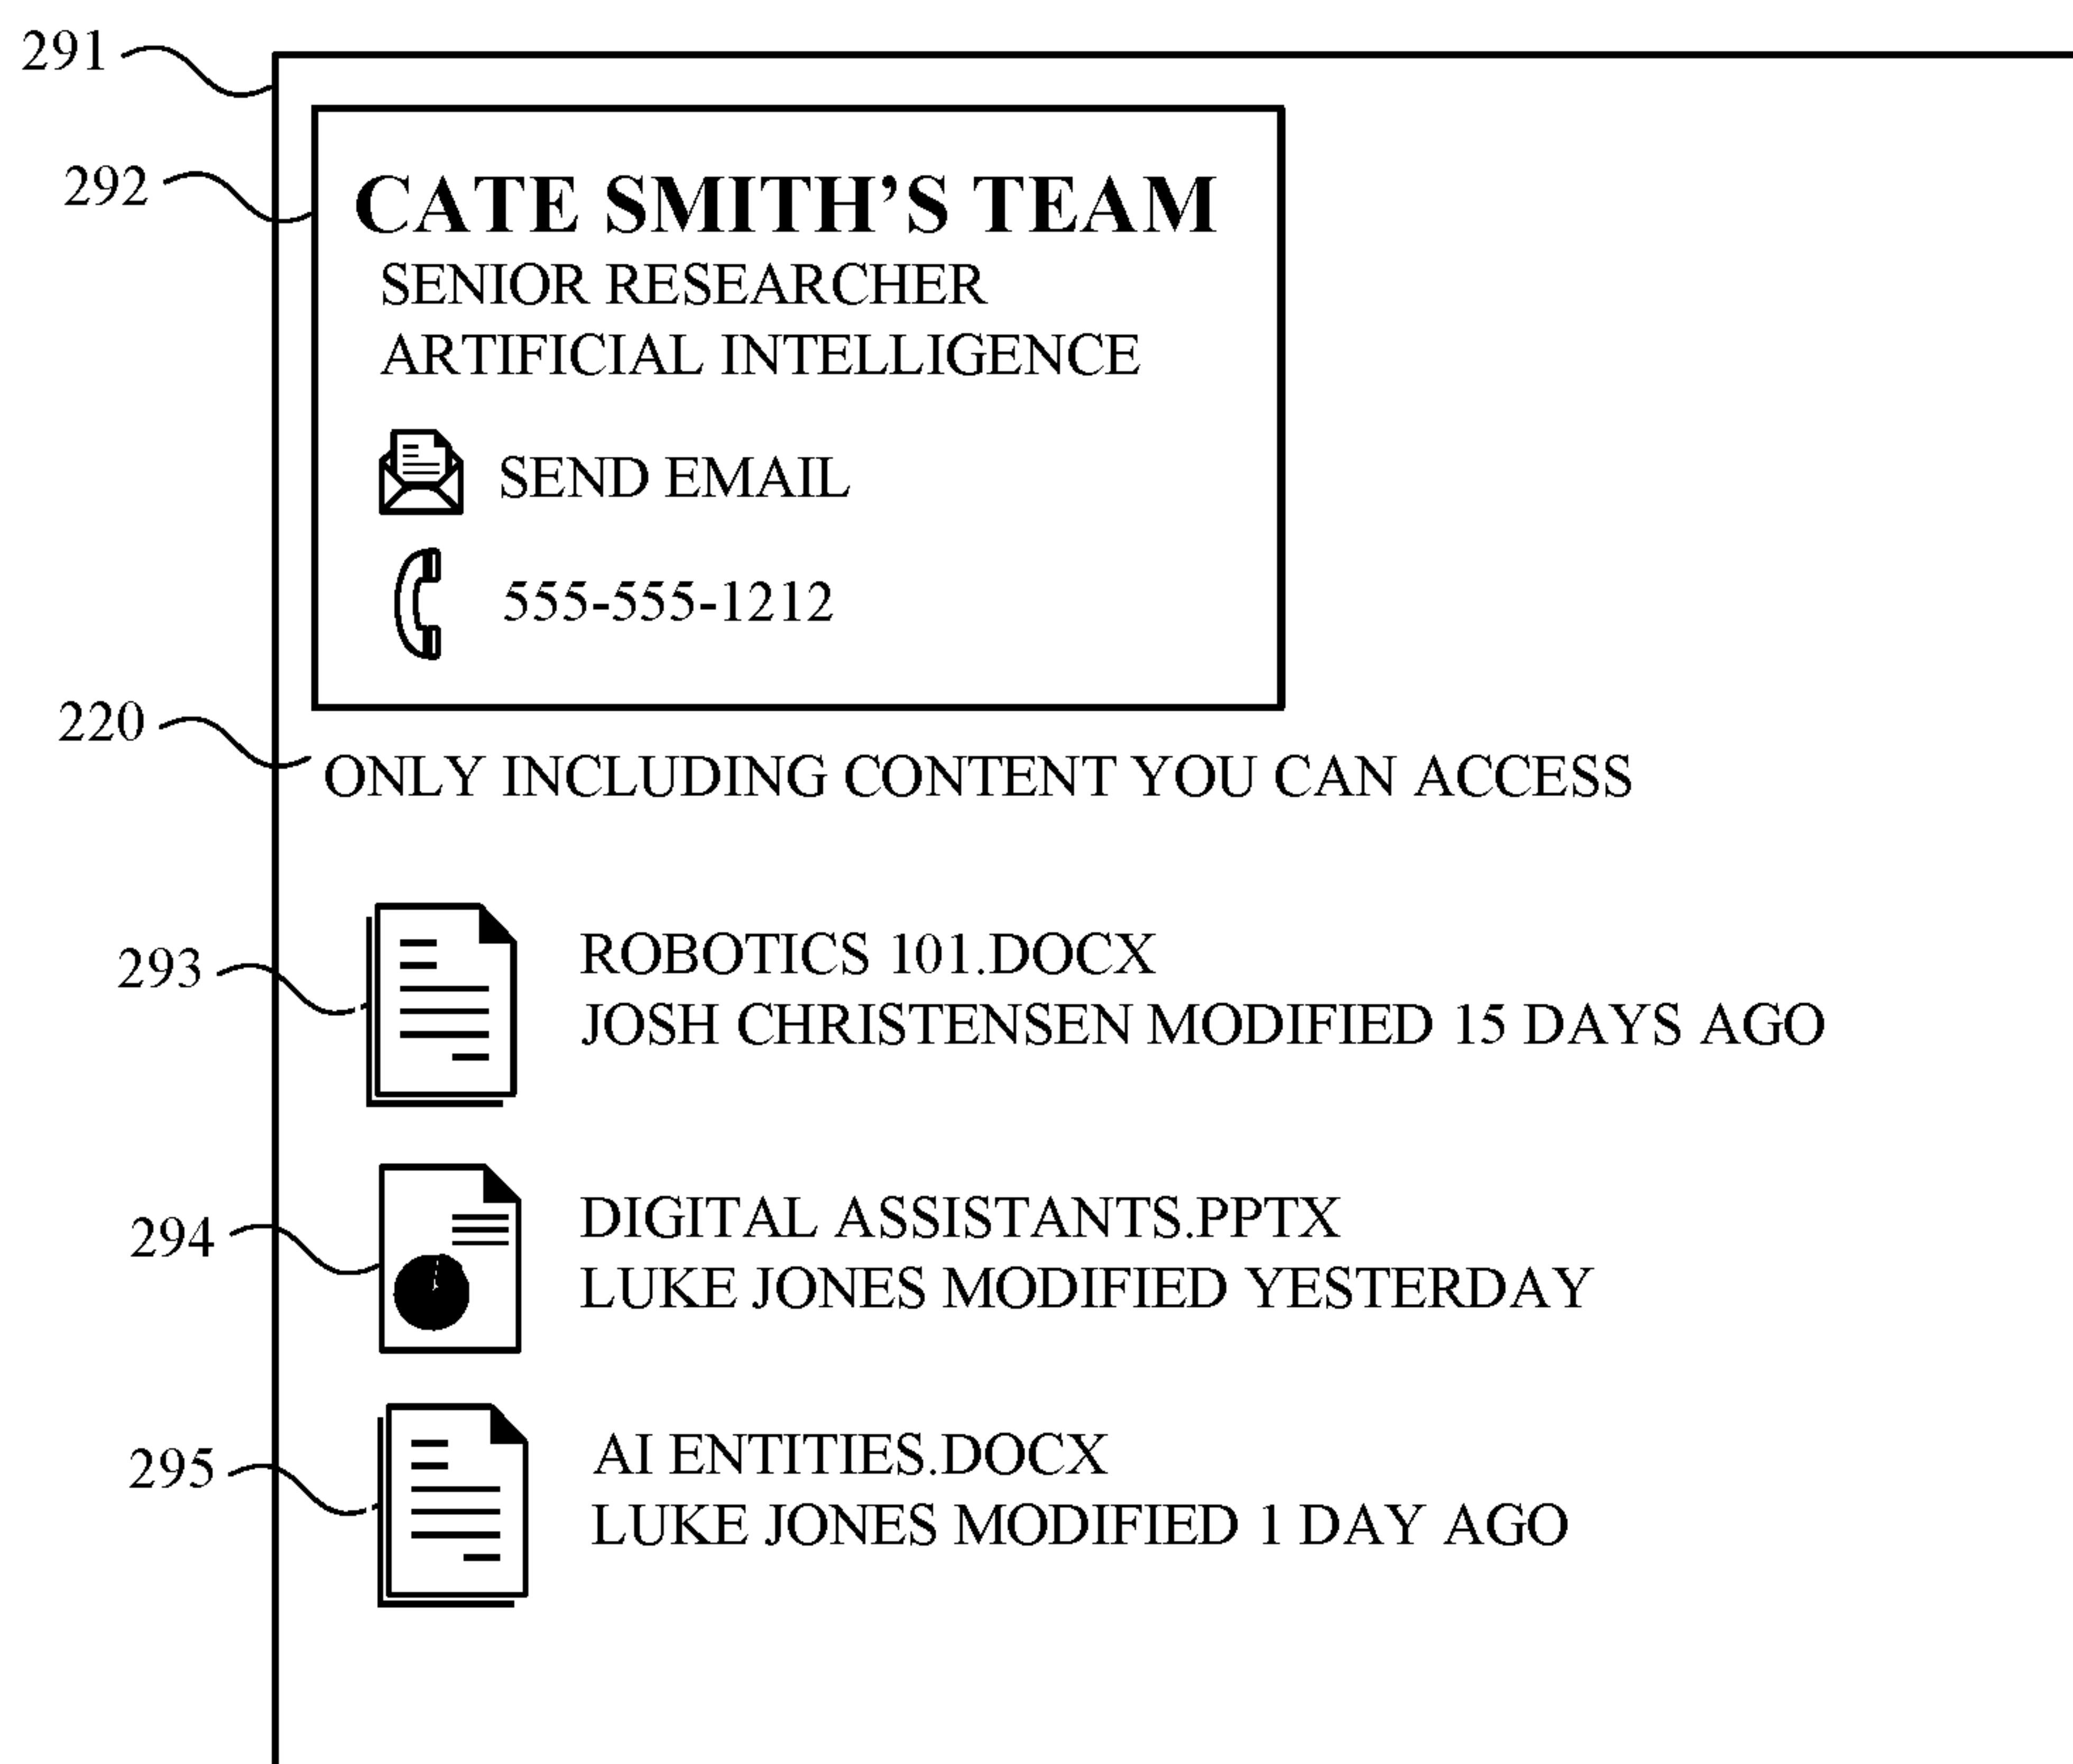 291
292
CATE SMITH’S TEAM
SENIOR RESEARCHER
ARTIFICIAL INTELLIGENCE
SEND EMAIL
555-555-1212
220
ONLY INCLUDING CONTENT YOU CAN ACCESS
293
ROBOTICS 101.DOCX
JOSH CHRISTENSEN MODIFIED 15 DAYS AGO
294
DIGITAL ASSISTANTS.PPTX
LUKE JONES MODIFIED YESTERDAY
295
AI ENTITIES.DOCX
LUKE JONES MODIFIED 1 DAY AGO